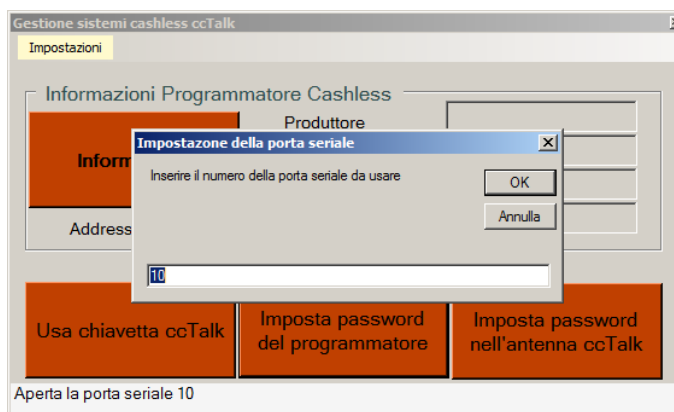 Gestione sistemi cashless ccTalk
Impostazioni
Informazioni Programmatore Cashless
Produttore
Impostazone della porta seriale
Inserire il numero della porta seriale da usare
OK
Annulla
Address
10
Usa chiavetta ccTalk
Imposta password
del programmatore
Imposta password
nell'antenna ccTalk
Aperta la porta seriale 10